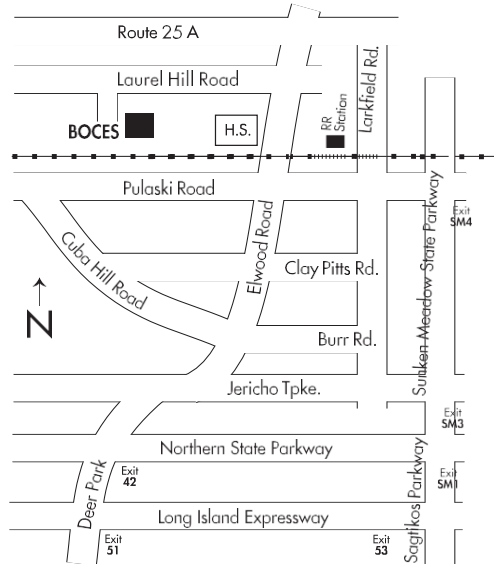 Route 25 A
Larkfield Rd.
Laurel Hill Road
RR
Station
BOCES
H.S.
Pulaski Road
Sunken Meadow State Parkway
Exit
SM4
Elwood Road
Cuba Hill Road
Clay Pitts Rd.
N
Burr Rd.
Jericho Tpke.
Exit
SM3
Northern State Parkway
Sagtikos Parkway
Deer Park
Exit
42
Exit
SM1
Long Island Expressway
Exit
51
Exit
53